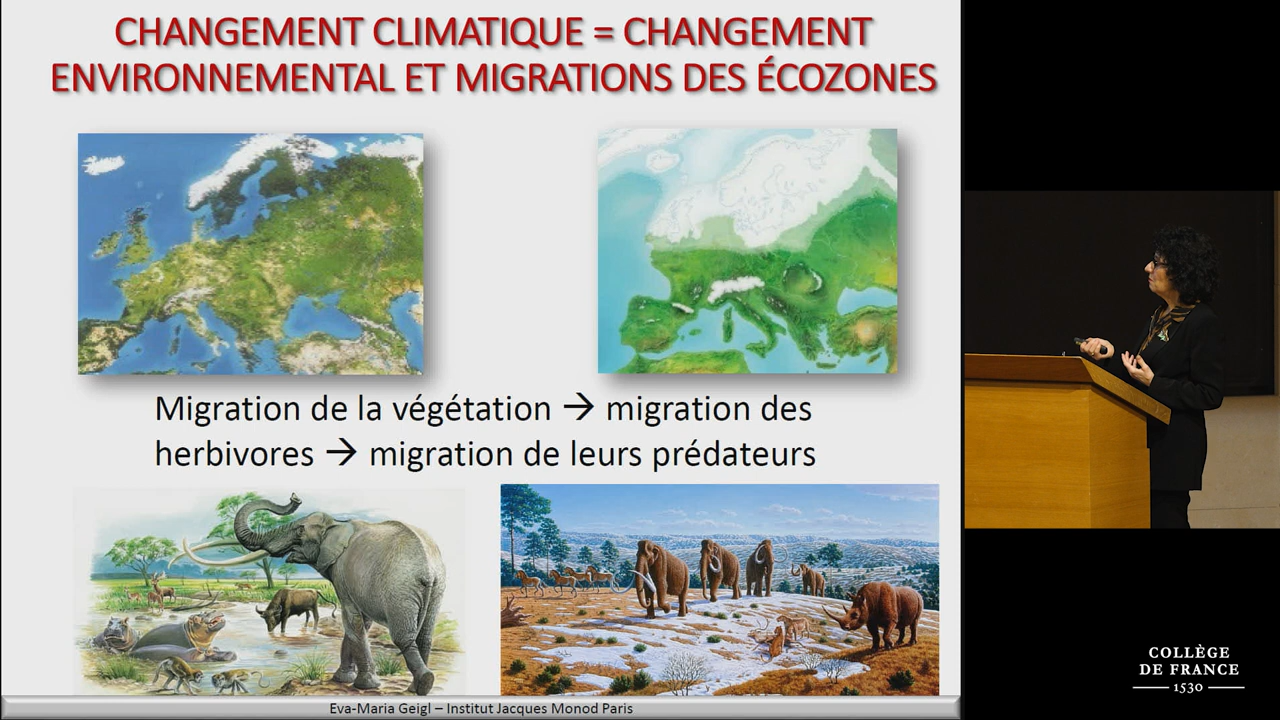 CHANGEMENT CLIMATIQUE = CHANGEMENT
ENVIRONNEMENTAL ET MIGRATIONS DES ÉCOZONES
Migration de la végétation → migration des
herbivores → migration de leurs prédateurs
Eva-Maria Geigl – Institut Jacques Monod Paris
COLLÈGE
DE FRANCE
1530